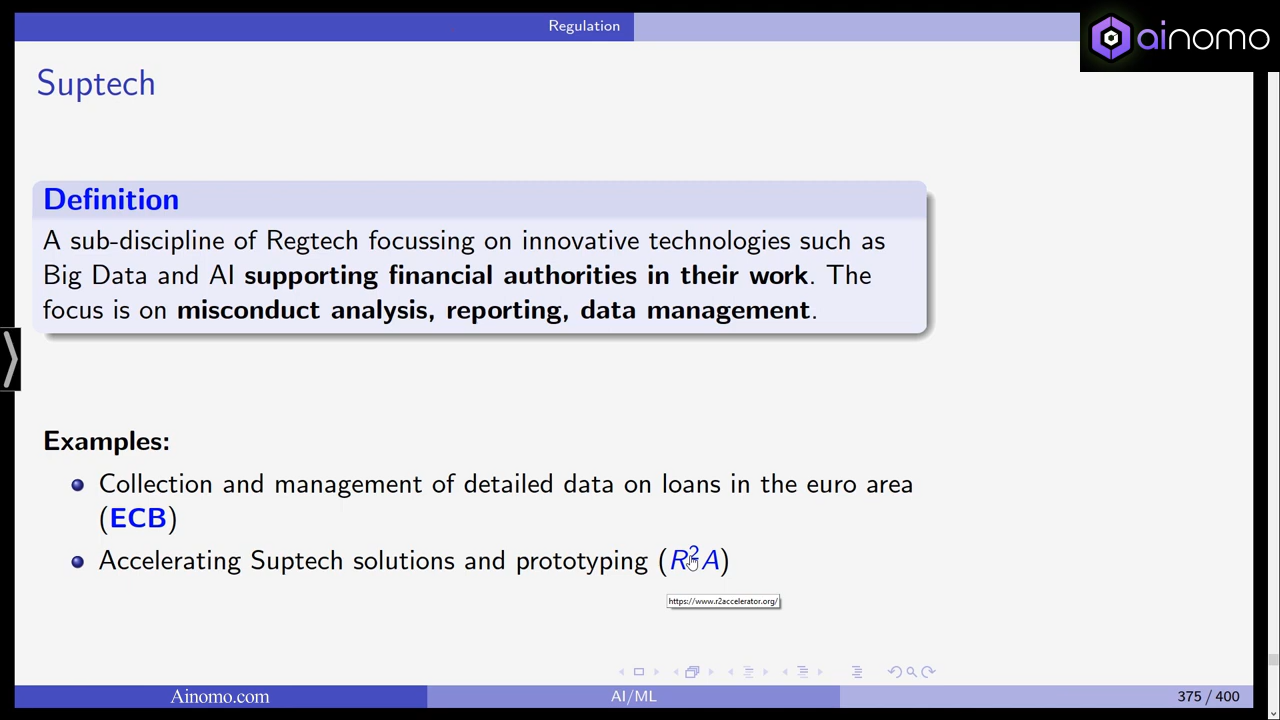 Regulation
ainomo
Suptech
Definition
A sub-discipline of Regtech focussing on innovative technologies such as
Big Data and AI supporting financial authorities in their work. The
focus is on misconduct analysis, reporting, data management.
Examples:
Collection and management of detailed data on loans in the euro area
(ECB)
Accelerating Suptech solutions and prototyping (R²A)
https://www.r2accelerator.org/
Ainomo.com
AI/ML
375 / 400